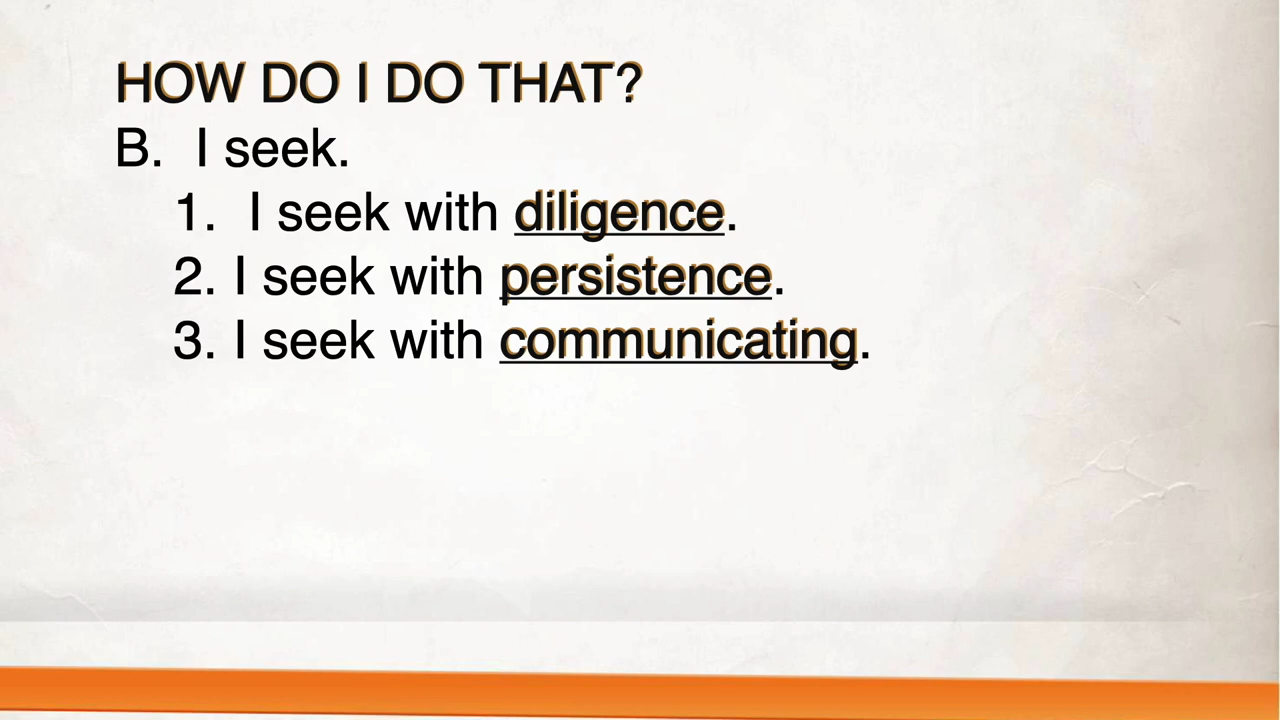 HOW DO I DO THAT?
B. I seek.
1. I seek with diligence.
2. I seek with persistence.
3. I seek with communicating.